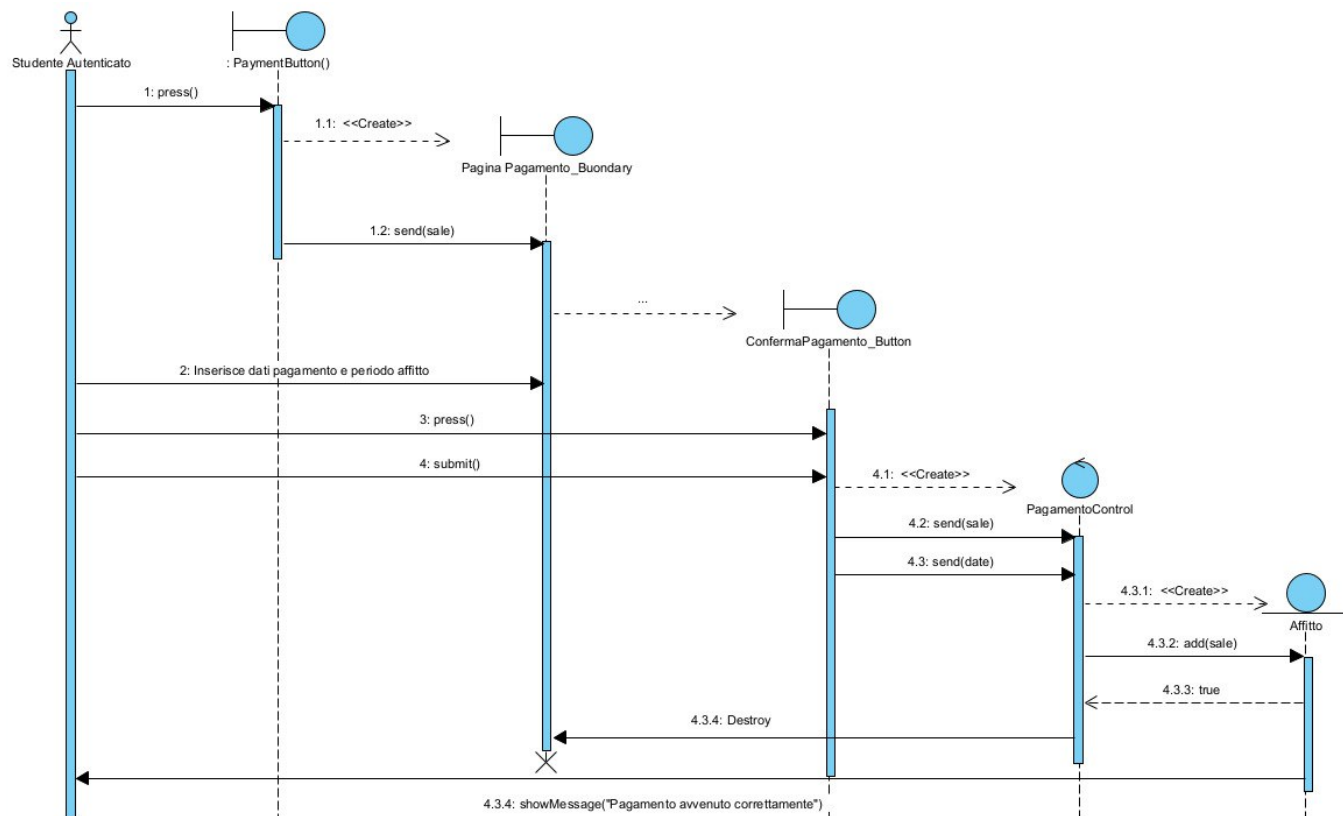 Studente Autenticato
: PaymentButton()
1: press()
1.1: <<Create>>
Pagina Pagamento_Buondary
1.2: send(sale)
...
ConfermaPagamento_Button
2: Inserisce dati pagamento e periodo affitto
3: press()
4: submit()
4.1: <<Create>>
PagamentoControl
4.2: send(sale)
4.3: send(date)
4.3.1: <<Create>>
Affitto
4.3.2: add(sale)
4.3.3: true
4.3.4: Destroy
4.3.4: showMessage("Pagamento avvenuto correttamente")